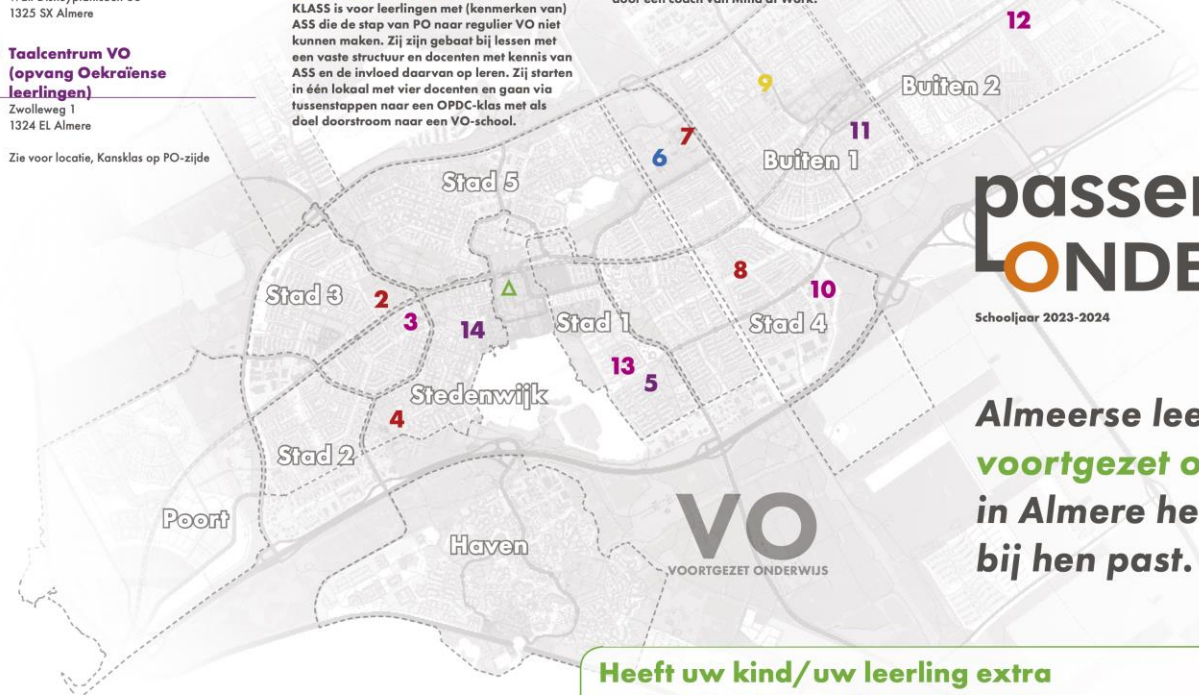 1325 SX Almere
Taalcentrum VO
(opvang Oekraïense
leerlingen)
Zwolleweg 1
1324 EL Almere
Zie voor locatie, Kansklas op PO-zijde
KLASS is voor leerlingen met (kenmerken van)
ASS die de stap van PO naar regulier VO niet
kunnen maken. Zij zijn gebaat bij lessen met
een vaste structuur en docenten met kennis van
ASS en de invloed daarvan op leren. Zij starten
in één lokaal met vier docenten en gaan via
tussenstappen naar een OPDC-klas met als
doel doorstroom naar een VO-school.
12
9
Buiten 2
11
7
6
Buiten 1
Stad 5
8
10
Stad 3
2
3
14
Stad 1
Stad 4
13
5
Stedenwijk
4
Stad 2
Poort
Haven
VO
VOORTGEZET ONDERWIJS
passe
ONDE
Schooljaar 2023-2024
Almeerse lee
voortgezet o
in Almere he
bij hen past.
Heeft uw kind/uw leerling extra